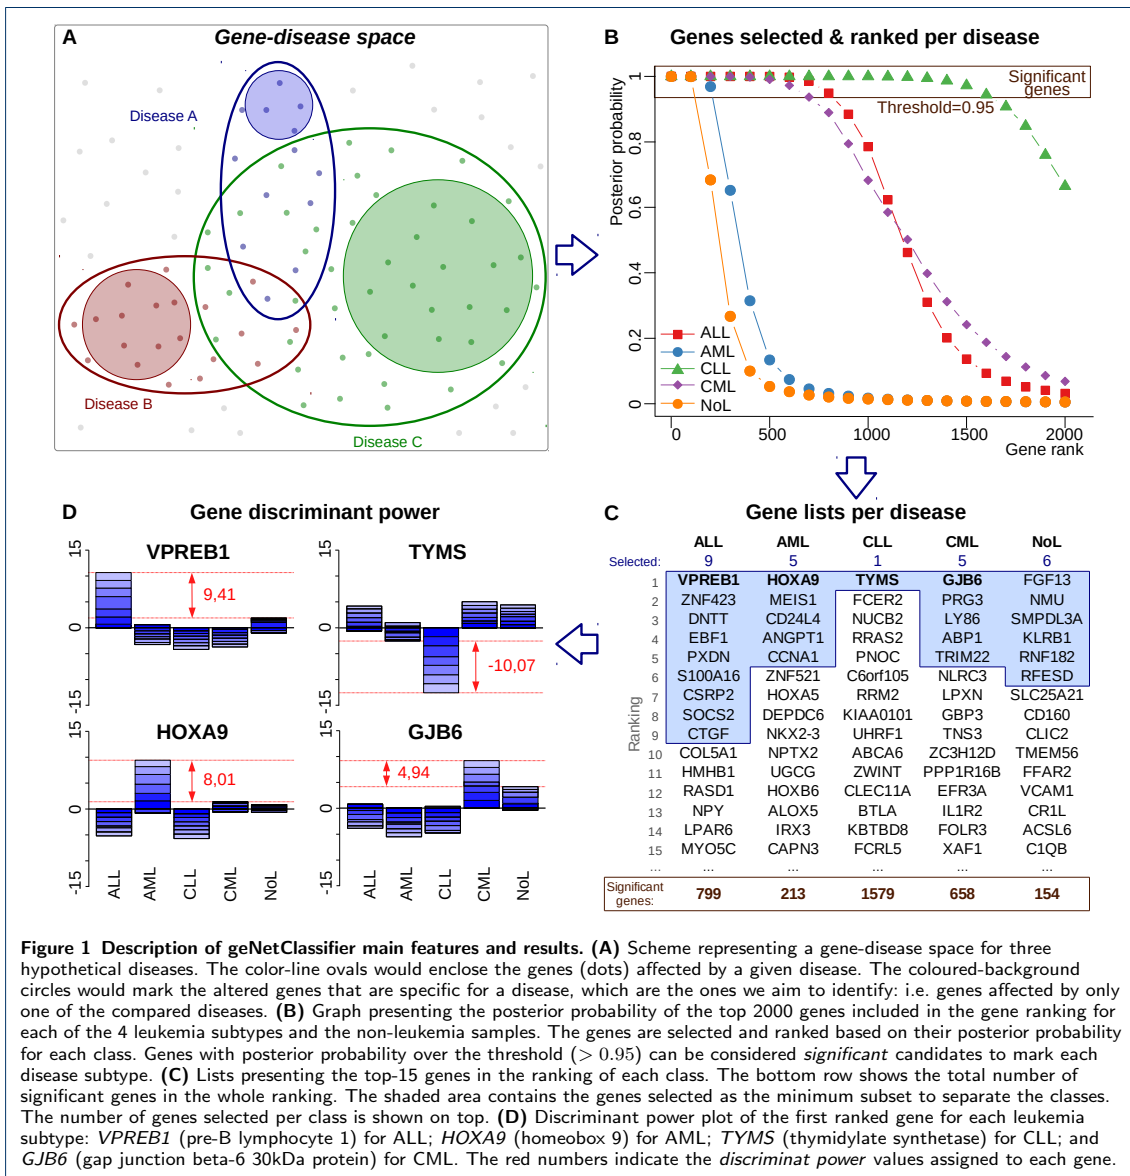 A
Gene-disease space
Disease A
Disease B
Disease C
B
Genes selected & ranked per disease
Posterior probability
1
0.8
0.6
0.4
0.2
0
Significant
genes
Threshold=0.95
ALL
AML
CLL
CML
NoL
0 500 1000 1500 2000
Gene rank
C
Gene lists per disease
ALL AML CLL CML NoL
Selected: 9 5 1 5 6
Ranking
1 VPREB1 HOXA9 TYMS GJB6 FGF13
2 ZNF423 MEIS1 FCER2 PRG3 NMU
3 DNTT CD24L4 NUCB2 LY86 SMPDL3A
4 EBF1 ANGPT1 RRAS2 ABP1 KLRB1
5 PXDN CCNA1 PNOC TRIM22 RNF182
6 S100A16 ZNF521 C6orf105 NLRC3 RFESD
7 CSRP2 HOXA5 RRM2 LPXN SLC25A21
8 SOCS2 DEPDC6 KIAA0101 GBP3 CD160
9 CTGF NKX2-3 UHRF1 TNS3 CLIC2
10 COL5A1 NPTX2 ABCA6 ZC3H12D TMEM56
11 HMHB1 UGCG ZWINT PPP1R16B FFAR2
12 RASD1 HOXB6 CLEC11A EFR3A VCAM1
13 NPY ALOX5 BTLA IL1R2 CR1L
14 LPAR6 IRX3 KBTBD8 FOLR3 ACSL6
15 MYO5C CAPN3 FCRL5 XAF1 C1QB
... ... ... ... ... ...
Significant
genes: 799 213 1579 658 154
D
Gene discriminant power
VPREB1
15
0
-15
9,41
TYMS
15
0
-15
-10,07
HOXA9
15
0
-15
8,01
ALL AML CLL CML NoL
GJB6
15
0
-15
4,94
ALL AML CLL CML NoL
Figure 1 Description of geNetClassifier main features and results. (A) Scheme representing a gene-disease space for three
hypothetical diseases. The color-line ovals would enclose the genes (dots) affected by a given disease. The coloured-background
circles would mark the altered genes that are specific for a disease, which are the ones we aim to identify: i.e. genes affected by only
one of the compared diseases. (B) Graph presenting the posterior probability of the top 2000 genes included in the gene ranking for
each of the 4 leukemia subtypes and the non-leukemia samples. The genes are selected and ranked based on their posterior probability
for each class. Genes with posterior probability over the threshold (> 0.95) can be considered significant candidates to mark each
disease subtype. (C) Lists presenting the top-15 genes in the ranking of each class. The bottom row shows the total number of
significant genes in the whole ranking. The shaded area contains the genes selected as the minimum subset to separate the classes.
The number of genes selected per class is shown on top. (D) Discriminant power plot of the first ranked gene for each leukemia
subtype: VPREB1 (pre-B lymphocyte 1) for ALL; HOXA9 (homeobox 9) for AML; TYMS (thymidylate synthetase) for CLL; and
GJB6 (gap junction beta-6 30kDa protein) for CML. The red numbers indicate the discriminat power values assigned to each gene.